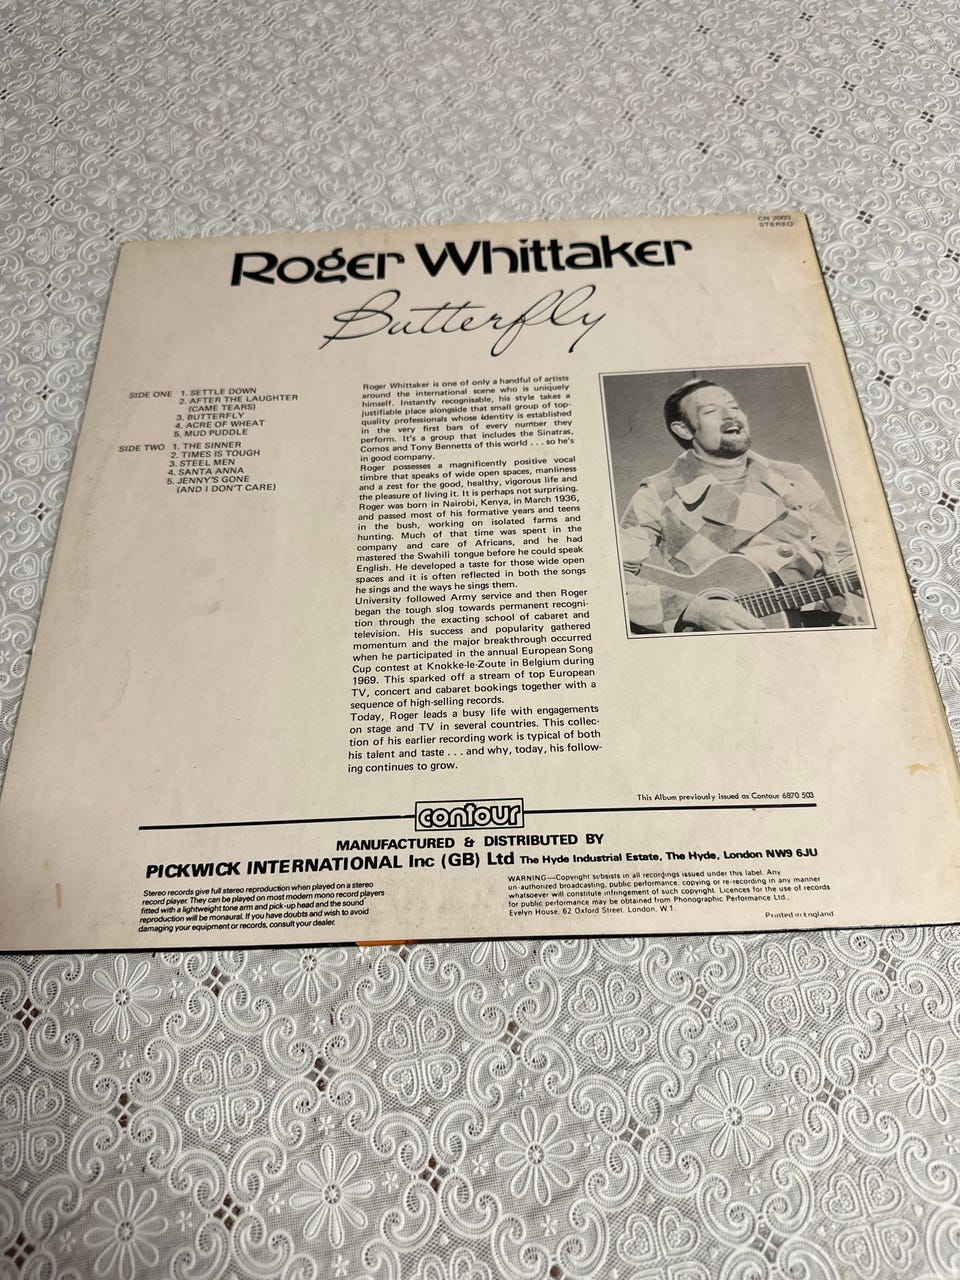 CN 2003
STEREO
Roger Whittaker
Butterfly
SIDE ONE 1. SETTLE DOWN
2. AFTER THE LAUGHTER
(CAME TEARS)
3. BUTTERFLY
4. ACRE OF WHEAT
5. MUD PUDDLE
SIDE TWO 1. THE SINNER
2. TIMES IS TOUGH
3. STEEL MEN
4. SANTA ANNA
5. JENNY'S GONE
(AND I DON'T CARE)
Roger Whittaker is one of only a handful of artists
around the international scene who is uniquely
himself. Instantly recognisable, his style takes a
justifiable place alongside that small group of top-
quality professionals whose identity is established
in the very first bars of every number they
perform. It's a group that includes the Sinatras,
Comos and Tony Bennetts of this world . . . so he's
in good company.
Roger possesses a magnificently positive vocal
timbre that speaks of wide open spaces, manliness
and a zest for the good, healthy, vigorous life and
the pleasure of living it. It is perhaps not surprising.
Roger was born in Nairobi, Kenya, in March 1936,
and passed most of his formative years and teens
in the bush, working on isolated farms and
hunting. Much of that time was spent in the
company and care of Africans, and he had
mastered the Swahili tongue before he could speak
English. He developed a taste for those wide open
spaces and it is often reflected in both the songs
he sings and the ways he sings them.
University followed Army service and then Roger
began the tough slog towards permanent recogni-
tion through the exacting school of cabaret and
television. His success and popularity gathered
momentum and the major breakthrough occurred
when he participated in the annual European Song
Cup contest at Knokke-le-Zoute in Belgium during
1969. This sparked off a stream of top European
TV, concert and cabaret bookings together with a
sequence of high-selling records.
Today, Roger leads a busy life with engagements
on stage and TV in several countries. This collec-
tion of his earlier recording work is typical of both
his talent and taste . . . and why, today, his follow-
ing continues to grow.
This Album previously issued as Contour 6870 503
contour
MANUFACTURED & DISTRIBUTED BY
PICKWICK INTERNATIONAL Inc (GB) Ltd The Hyde Industrial Estate, The Hyde, London NW9 6JU
Stereo records give full stereo reproduction when played on a stereo
record player. They can be played on most modern mono record players
fitted with a lightweight tone arm and pick-up head and the sound
reproduction will be monaural. If you have doubts and wish to avoid
damaging your equipment or records, consult your dealer.
WARNING—Copyright subsists in all recordings issued under this label. Any
un-authorized broadcasting, public performance, copying or re-recording in any manner
whatsoever will constitute infringement of such copyright. Licences for the use of records
for public performance may be obtained from Phonographic Performance Ltd.,
Evelyn House, 62 Oxford Street, London, W.1.
Printed in England